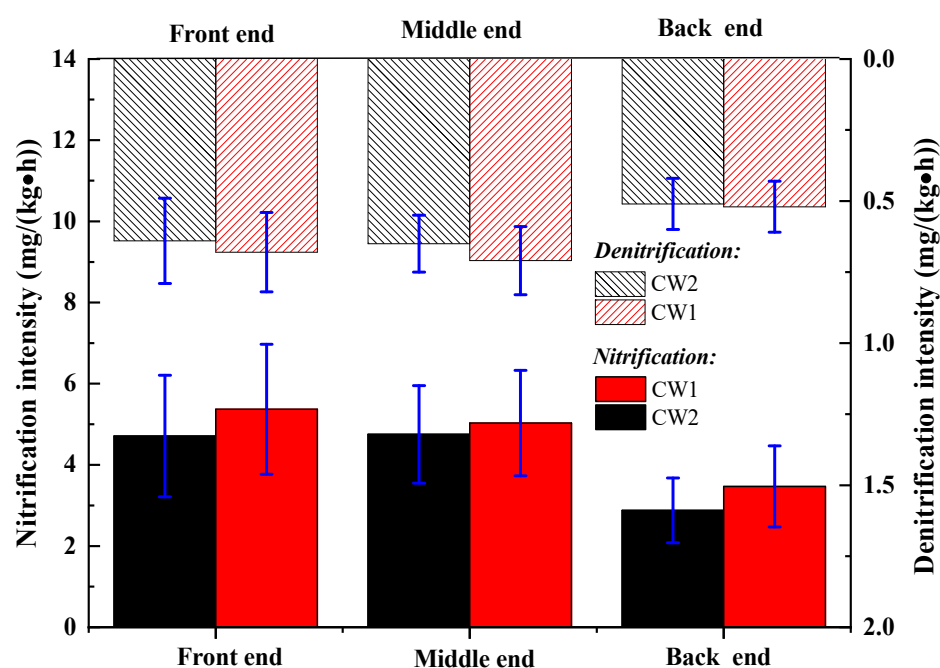 Front end Middle end Back end
14 0.0
12
10 0.5
Denitrification:
CW2
CW1
8
1.0
Nitrification:
6 CW1
CW2
4
1.5
2
0 2.0
Front end Middle end Back end
Nitrification intensity (mg/(kg•h))
Denitrification intensity (mg/(kg•h))